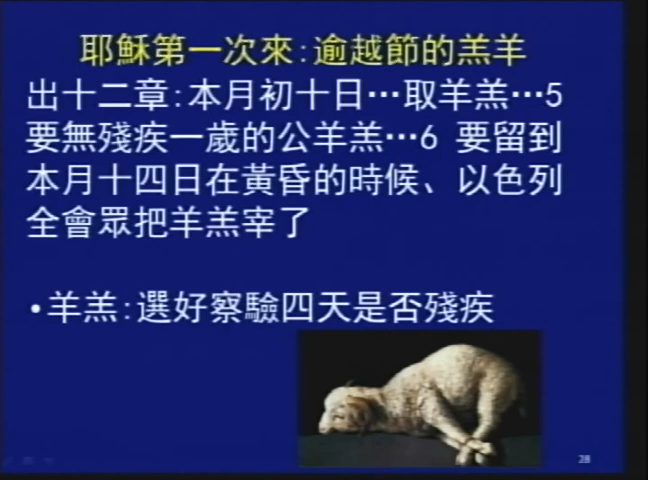 耶穌第一次來:逾越節的羔羊
出十二章:本月初十日…取羊羔…5
要無殘疾一歲的公羊羔…6 要留到
本月十四日在黃昏的時候、以色列
全會眾把羊羔宰了
•羊羔:選好察驗四天是否殘疾
28